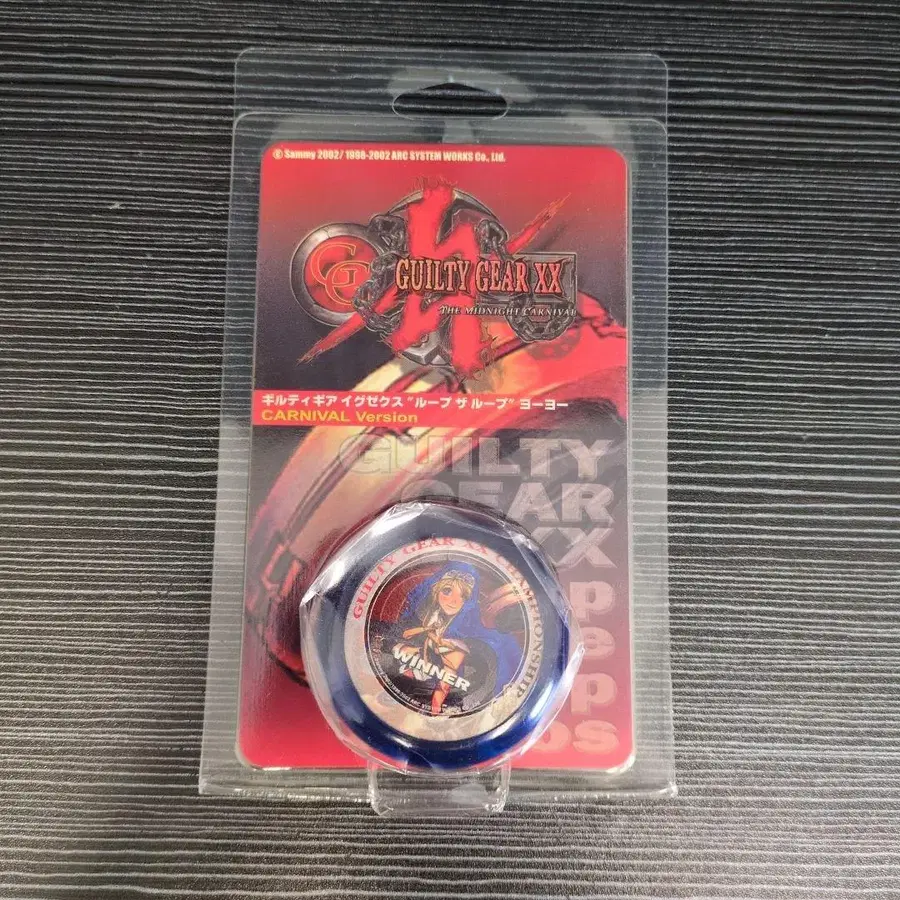 © Sammy 2002/ 1998-2002 ARC SYSTEM WORKS Co., Ltd.
GG
GUILTY GEAR XX
THE MIDNIGHT CARNIVAL
ギルティギア イグゼクス "ループ ザ ループ" ヨーヨー
CARNIVAL Version
GUILTY
GEAR
XX
GUILTY GEAR XX CHAMPIONSHIP
WINNER